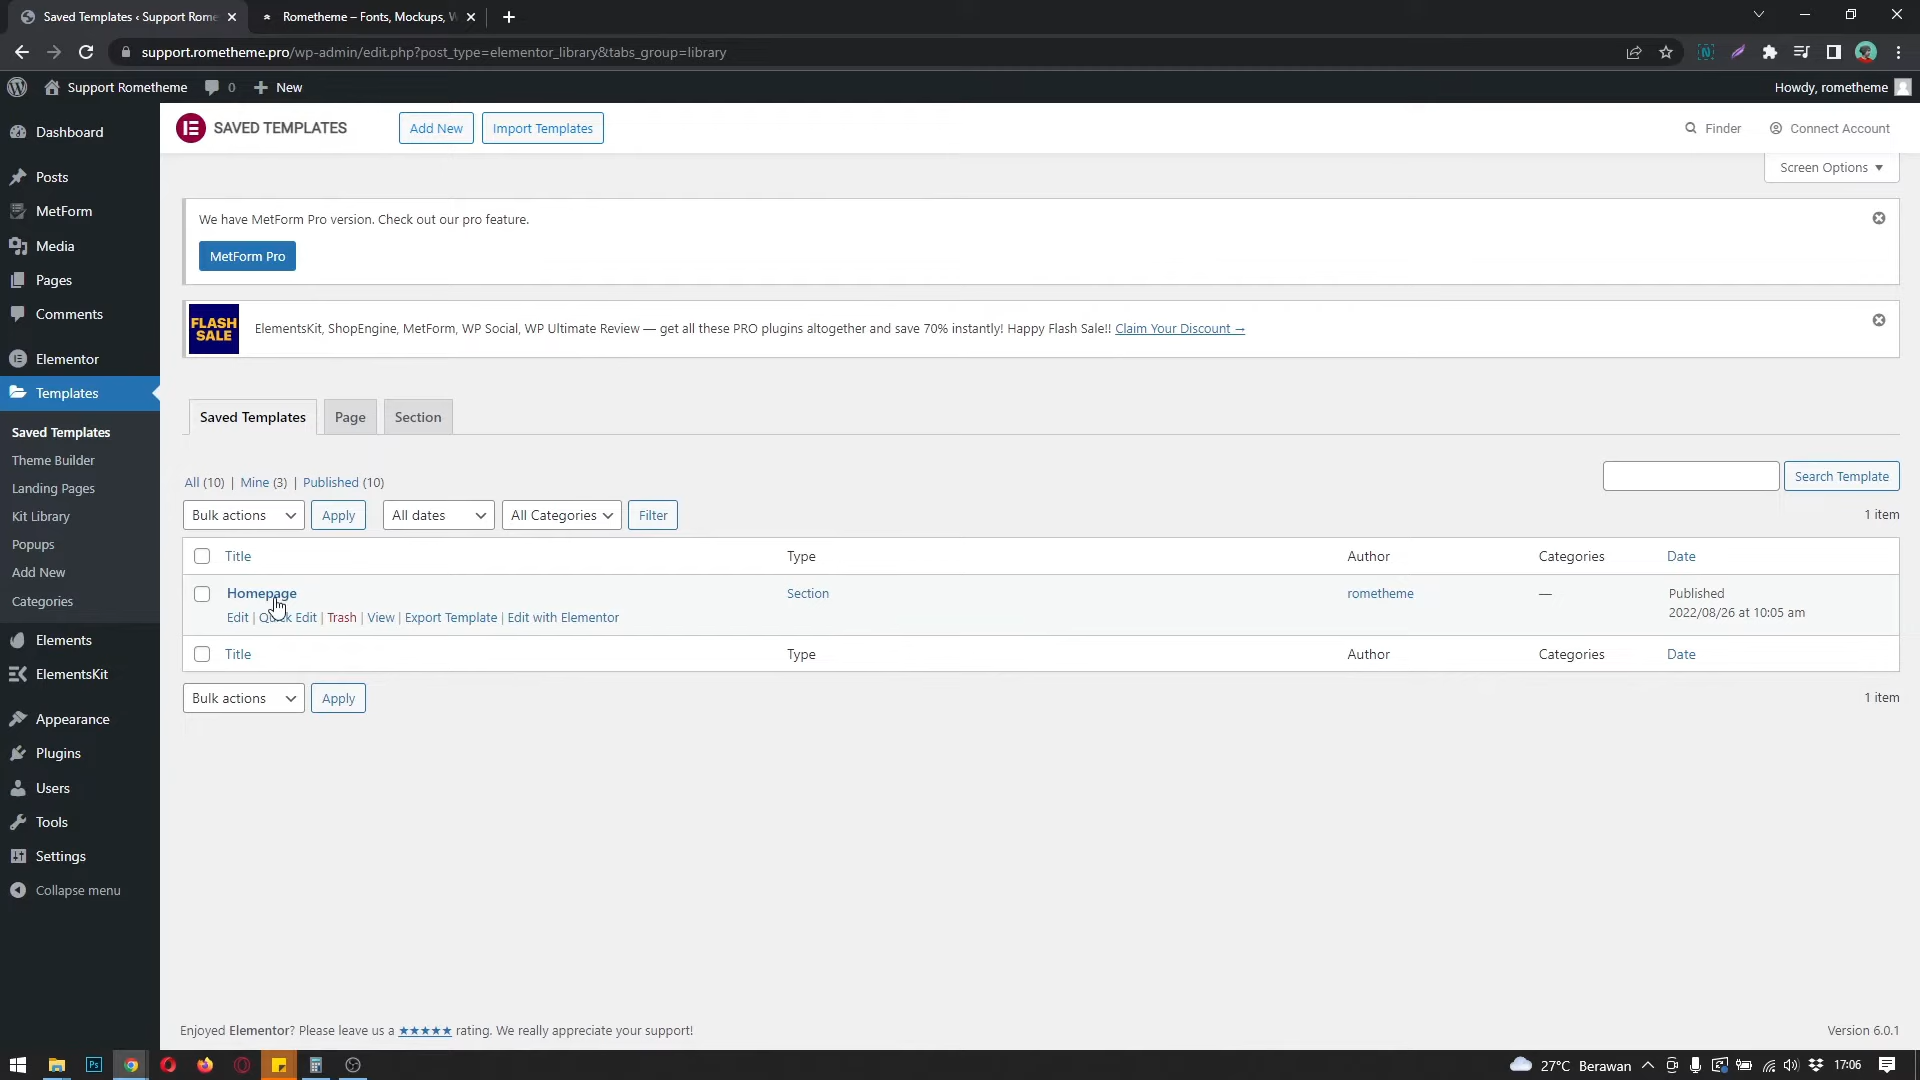 Saved Templates ‹ Support Rome
Rometheme – Fonts, Mockups, W
support.rometheme.pro/wp-admin/edit.php?post_type=elementor_library&tabs_group=library
Support Rometheme
0
New
Howdy, rometheme
Dashboard
Posts
MetForm
Media
Pages
Comments
Elementor
Templates
Saved Templates
Theme Builder
Landing Pages
Kit Library
Popups
Add New
Categories
Elements
ElementsKit
Appearance
Plugins
Users
Tools
Settings
Collapse menu
SAVED TEMPLATES
Add New
Import Templates
Finder
Connect Account
Screen Options
We have MetForm Pro version. Check out our pro feature.
MetForm Pro
FLASH
SALE
ElementsKit, ShopEngine, MetForm, WP Social, WP Ultimate Review — get all these PRO plugins altogether and save 70% instantly! Happy Flash Sale!! Claim Your Discount →
Saved Templates
Page
Section
All (10) | Mine (3) | Published (10)
Search Template
Bulk actions
Apply
All dates
All Categories
Filter
1 item
Title Type Author Categories Date
Homepage Section rometheme — Published
2022/08/26 at 10:05 am
Edit | Quick Edit | Trash | View | Export Template | Edit with Elementor
Title Type Author Categories Date
Bulk actions
Apply
1 item
Enjoyed Elementor? Please leave us a ★★★★★ rating. We really appreciate your support!
Version 6.0.1
Ps
27°C Berawan
17:06